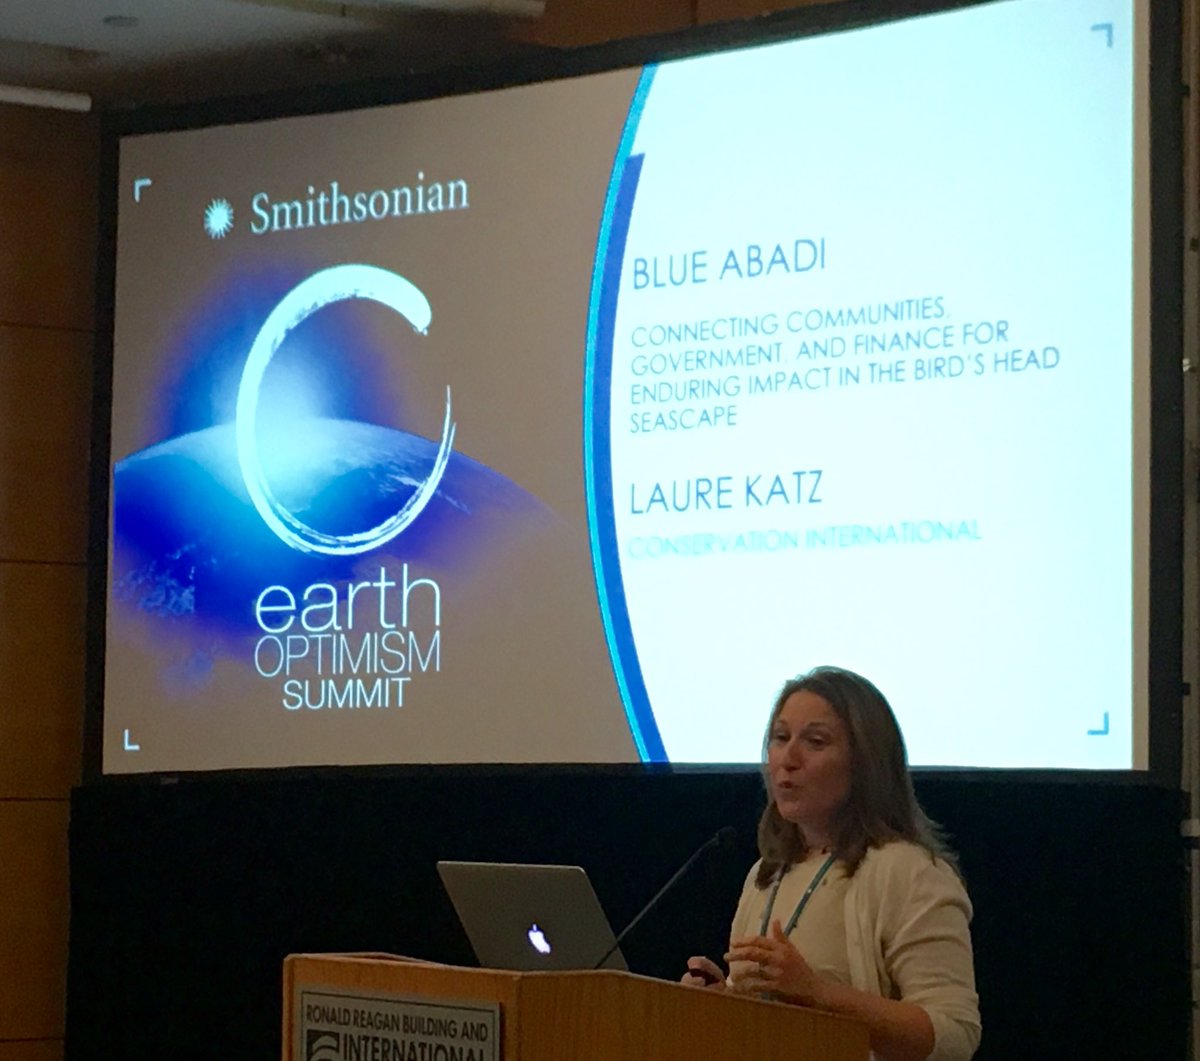 Smithsonian
earth
OPTIMISM
SUMMIT
BLUE ABADI
CONNECTING COMMUNITIES,
GOVERNMENT, AND FINANCE FOR
ENDURING IMPACT IN THE BIRD'S HEAD
SEASCAPE
LAURE KATZ
CONSERVATION INTERNATIONAL
RONALD REAGAN BUILDING AND
INTERNATIONAL